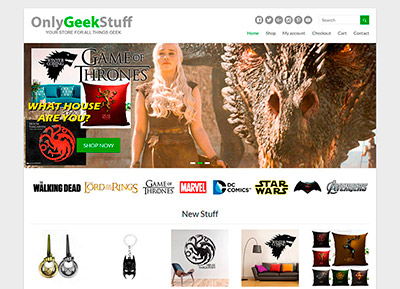 OnlyGeekStuff
YOUR STORE FOR ALL THINGS GEEK
Search
Home Shop My account Checkout Cart Contact
GAME OF
THRONES
WHAT HOUSE
ARE YOU?
SHOP NOW
THE WALKING DEAD THE LORD OF THE RINGS GAME OF THRONES MARVEL DC COMICS STAR WARS AVENGERS
New Stuff